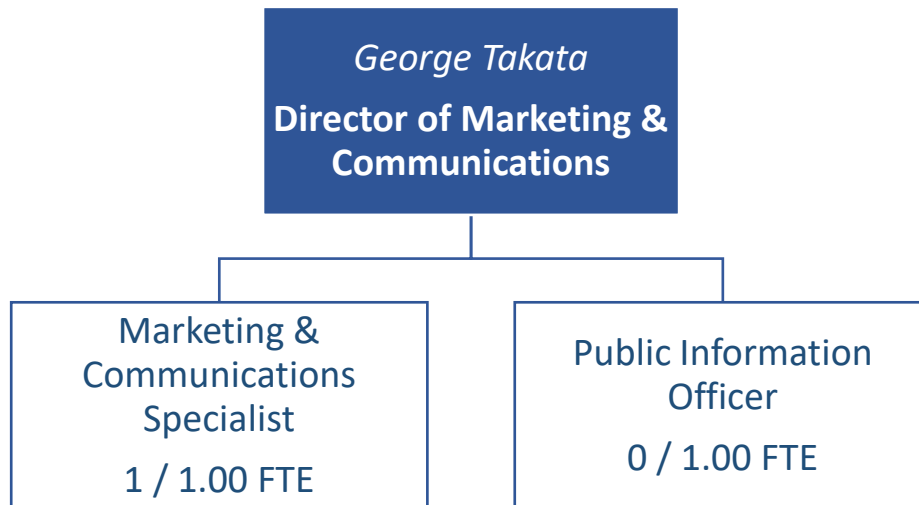 George Takata
Director of Marketing &
Communications
Marketing &
Communications
Specialist
1 / 1.00 FTE
Public Information
Officer
0 / 1.00 FTE